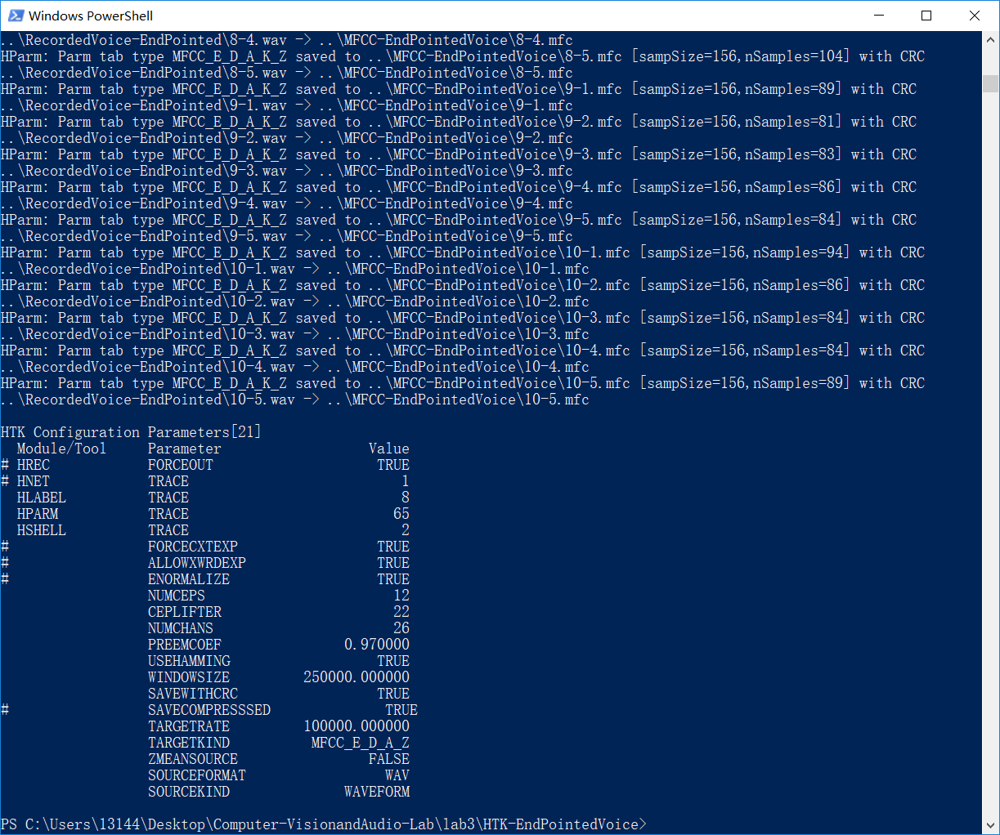 Windows PowerShell
..\RecordedVoice-EndPointed\8-4.wav -> ..\MFCC-EndPointedVoice\8-4.mfc
HParm: Parm tab type MFCC_E_D_A_K_Z saved to ..\MFCC-EndPointedVoice\8-5.mfc [sampSize=156,nSamples=104] with CRC
..\RecordedVoice-EndPointed\8-5.wav -> ..\MFCC-EndPointedVoice\8-5.mfc
HParm: Parm tab type MFCC_E_D_A_K_Z saved to ..\MFCC-EndPointedVoice\9-1.mfc [sampSize=156,nSamples=89] with CRC
..\RecordedVoice-EndPointed\9-1.wav -> ..\MFCC-EndPointedVoice\9-1.mfc
HParm: Parm tab type MFCC_E_D_A_K_Z saved to ..\MFCC-EndPointedVoice\9-2.mfc [sampSize=156,nSamples=81] with CRC
..\RecordedVoice-EndPointed\9-2.wav -> ..\MFCC-EndPointedVoice\9-2.mfc
HParm: Parm tab type MFCC_E_D_A_K_Z saved to ..\MFCC-EndPointedVoice\9-3.mfc [sampSize=156,nSamples=83] with CRC
..\RecordedVoice-EndPointed\9-3.wav -> ..\MFCC-EndPointedVoice\9-3.mfc
HParm: Parm tab type MFCC_E_D_A_K_Z saved to ..\MFCC-EndPointedVoice\9-4.mfc [sampSize=156,nSamples=86] with CRC
..\RecordedVoice-EndPointed\9-4.wav -> ..\MFCC-EndPointedVoice\9-4.mfc
HParm: Parm tab type MFCC_E_D_A_K_Z saved to ..\MFCC-EndPointedVoice\9-5.mfc [sampSize=156,nSamples=84] with CRC
..\RecordedVoice-EndPointed\9-5.wav -> ..\MFCC-EndPointedVoice\9-5.mfc
HParm: Parm tab type MFCC_E_D_A_K_Z saved to ..\MFCC-EndPointedVoice\10-1.mfc [sampSize=156,nSamples=94] with CRC
..\RecordedVoice-EndPointed\10-1.wav -> ..\MFCC-EndPointedVoice\10-1.mfc
HParm: Parm tab type MFCC_E_D_A_K_Z saved to ..\MFCC-EndPointedVoice\10-2.mfc [sampSize=156,nSamples=86] with CRC
..\RecordedVoice-EndPointed\10-2.wav -> ..\MFCC-EndPointedVoice\10-2.mfc
HParm: Parm tab type MFCC_E_D_A_K_Z saved to ..\MFCC-EndPointedVoice\10-3.mfc [sampSize=156,nSamples=84] with CRC
..\RecordedVoice-EndPointed\10-3.wav -> ..\MFCC-EndPointedVoice\10-3.mfc
HParm: Parm tab type MFCC_E_D_A_K_Z saved to ..\MFCC-EndPointedVoice\10-4.mfc [sampSize=156,nSamples=84] with CRC
..\RecordedVoice-EndPointed\10-4.wav -> ..\MFCC-EndPointedVoice\10-4.mfc
HParm: Parm tab type MFCC_E_D_A_K_Z saved to ..\MFCC-EndPointedVoice\10-5.mfc [sampSize=156,nSamples=89] with CRC
..\RecordedVoice-EndPointed\10-5.wav -> ..\MFCC-EndPointedVoice\10-5.mfc
HTK Configuration Parameters[21]
Module/Tool Parameter Value
# HREC FORCEOUT TRUE
# HNET TRACE 1
HLABEL TRACE 8
HPARM TRACE 65
HSHELL TRACE 2
# FORCECXTEXP TRUE
# ALLOWXWRDEXP TRUE
# ENORMALIZE TRUE
NUMCEPS 12
CEPLIFTER 22
NUMCHANS 26
PREEMCOEF 0.970000
USEHAMMING TRUE
WINDOWSIZE 250000.000000
SAVEWITHCRC TRUE
# SAVECOMPRESSSED TRUE
TARGETRATE 100000.000000
TARGETKIND MFCC_E_D_A_Z
ZMEANSOURCE FALSE
SOURCEFORMAT WAV
SOURCEKIND WAVEFORM
PS C:\Users\13144\Desktop\Computer-VisionandAudio-Lab\lab3\HTK-EndPointedVoice>